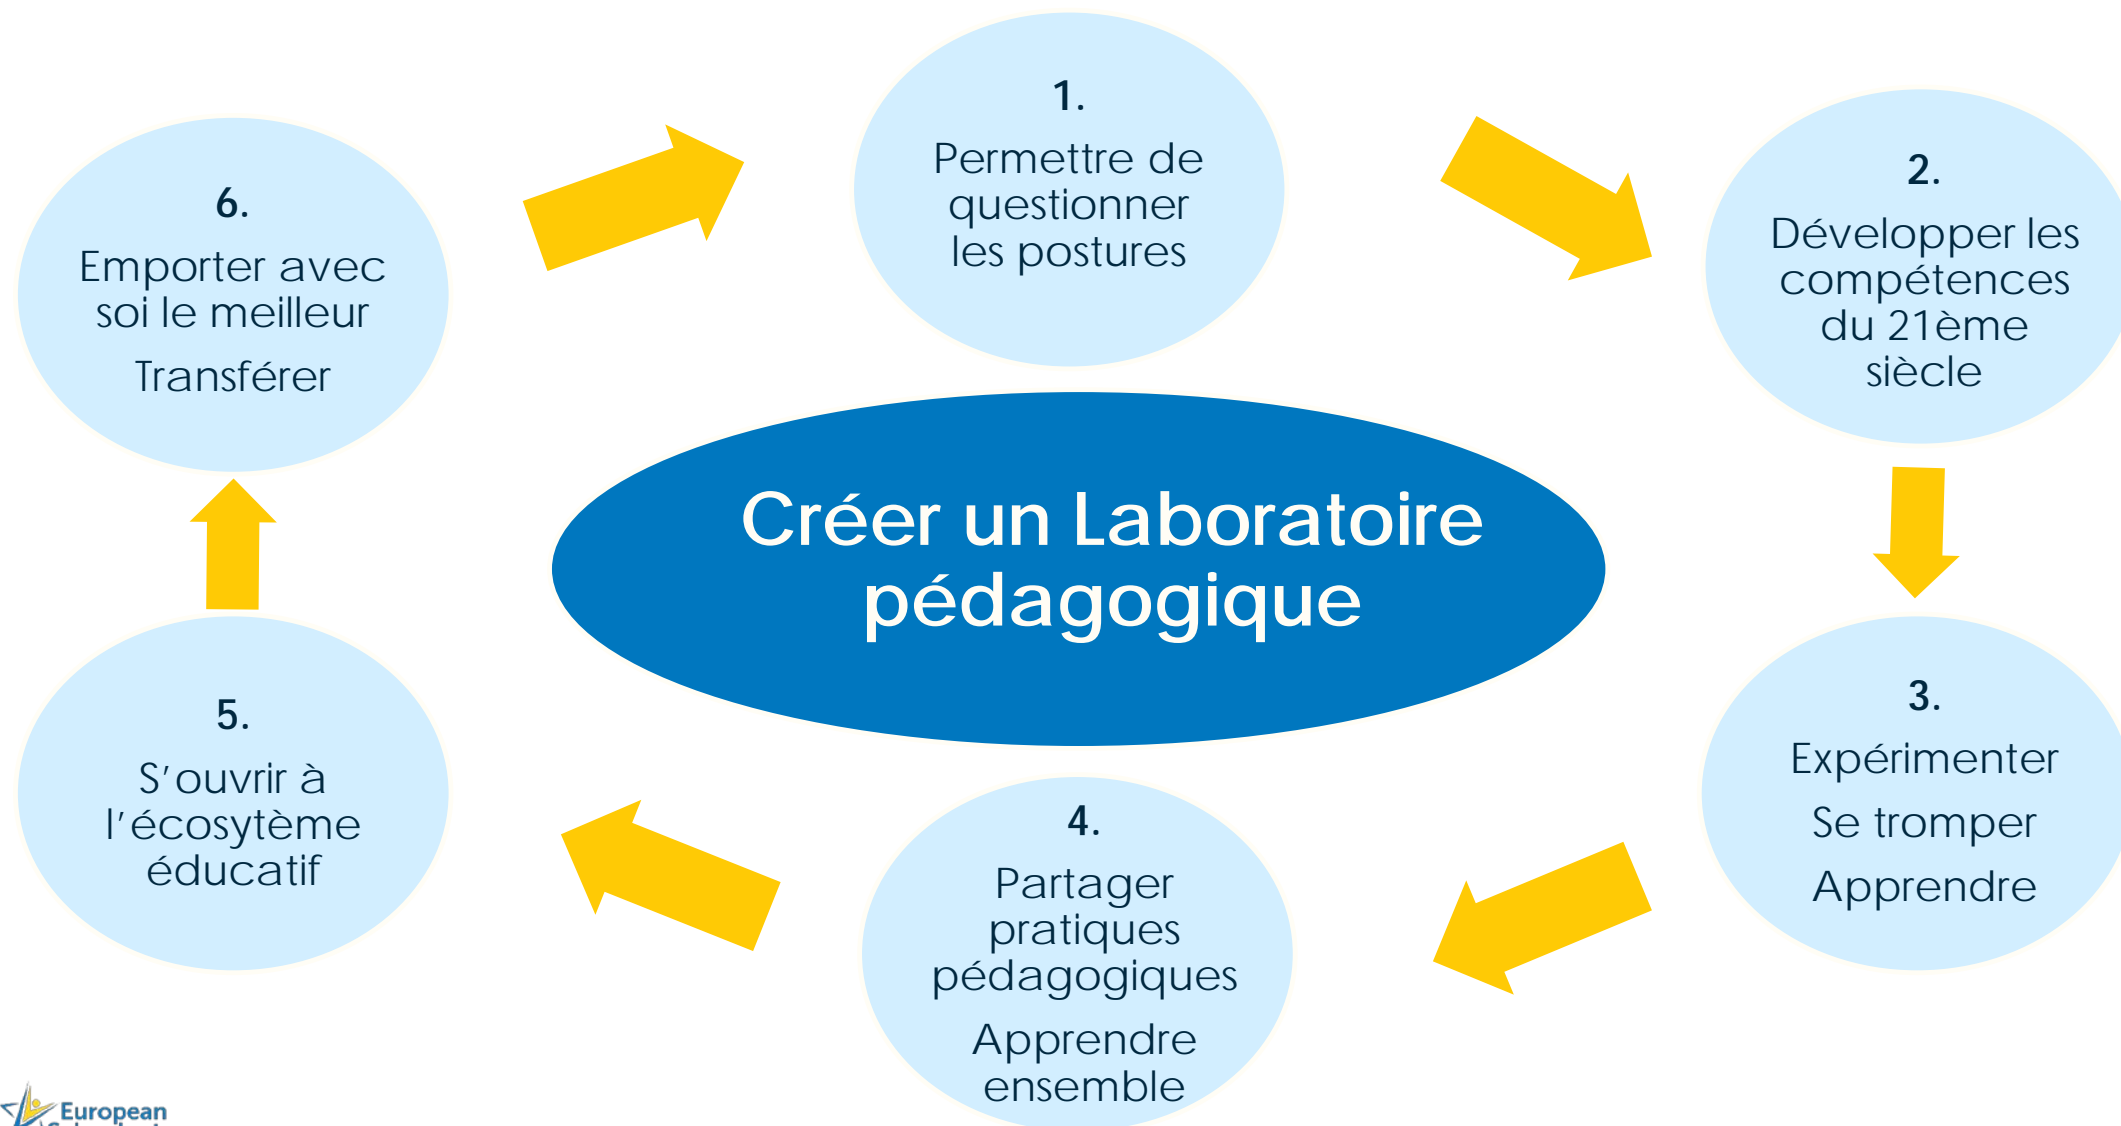 1.
Permettre de
questionner
les postures
2.
Développer les
compétences
du 21ème
siècle
3.
Expérimenter
Se tromper
Apprendre
4.
Partager
pratiques
pédagogiques
Apprendre
ensemble
5.
S’ouvrir à
l’écosytème
éducatif
6.
Emporter avec
soi le meilleur
Transférer
Créer un Laboratoire
pédagogique
European